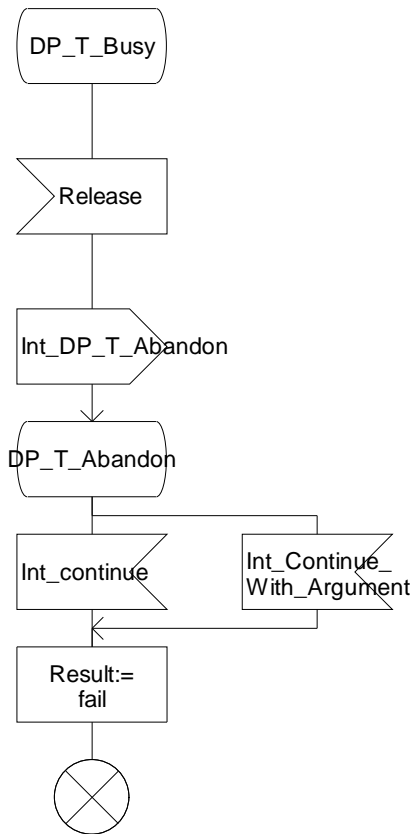 DP_T_Busy
Release
Int_DP_T_Abandon
DP_T_Abandon
Int_continue
Int_Continue_
With_Argument
Result:=
fail